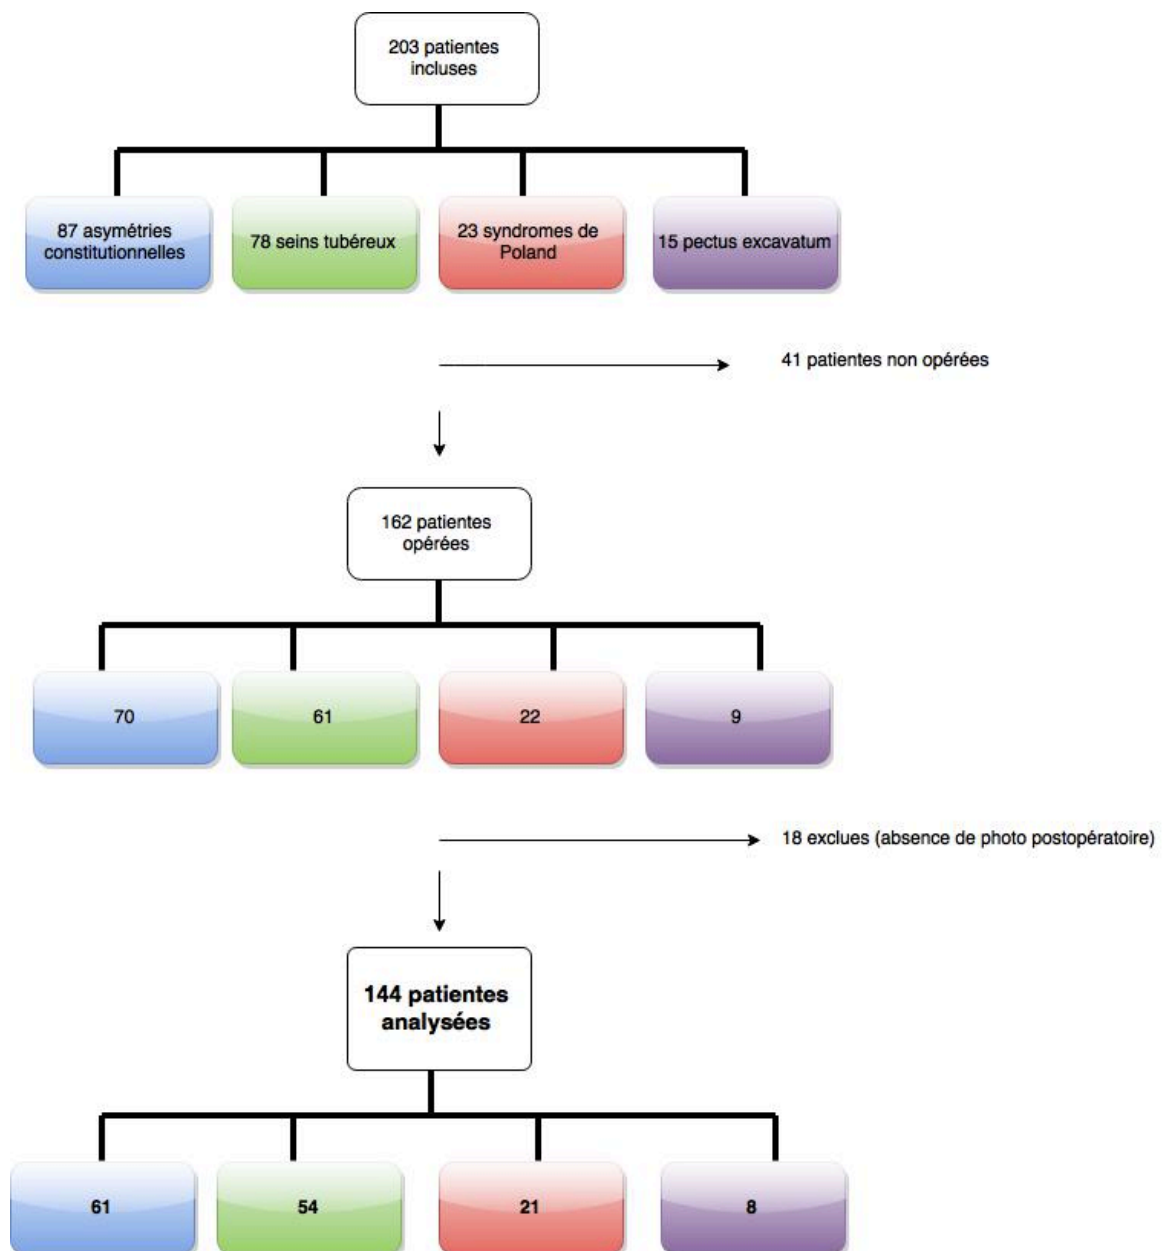 203 patientes
incluses
87 asymétries
constitutionnelles
78 seins tubéreux
23 syndromes de
Poland
15 pectus excavatum
41 patientes non opérées
162 patientes
opérées
70
61
22
9
18 exclues (absence de photo postopératoire)
144 patientes
analysées
61
54
21
8